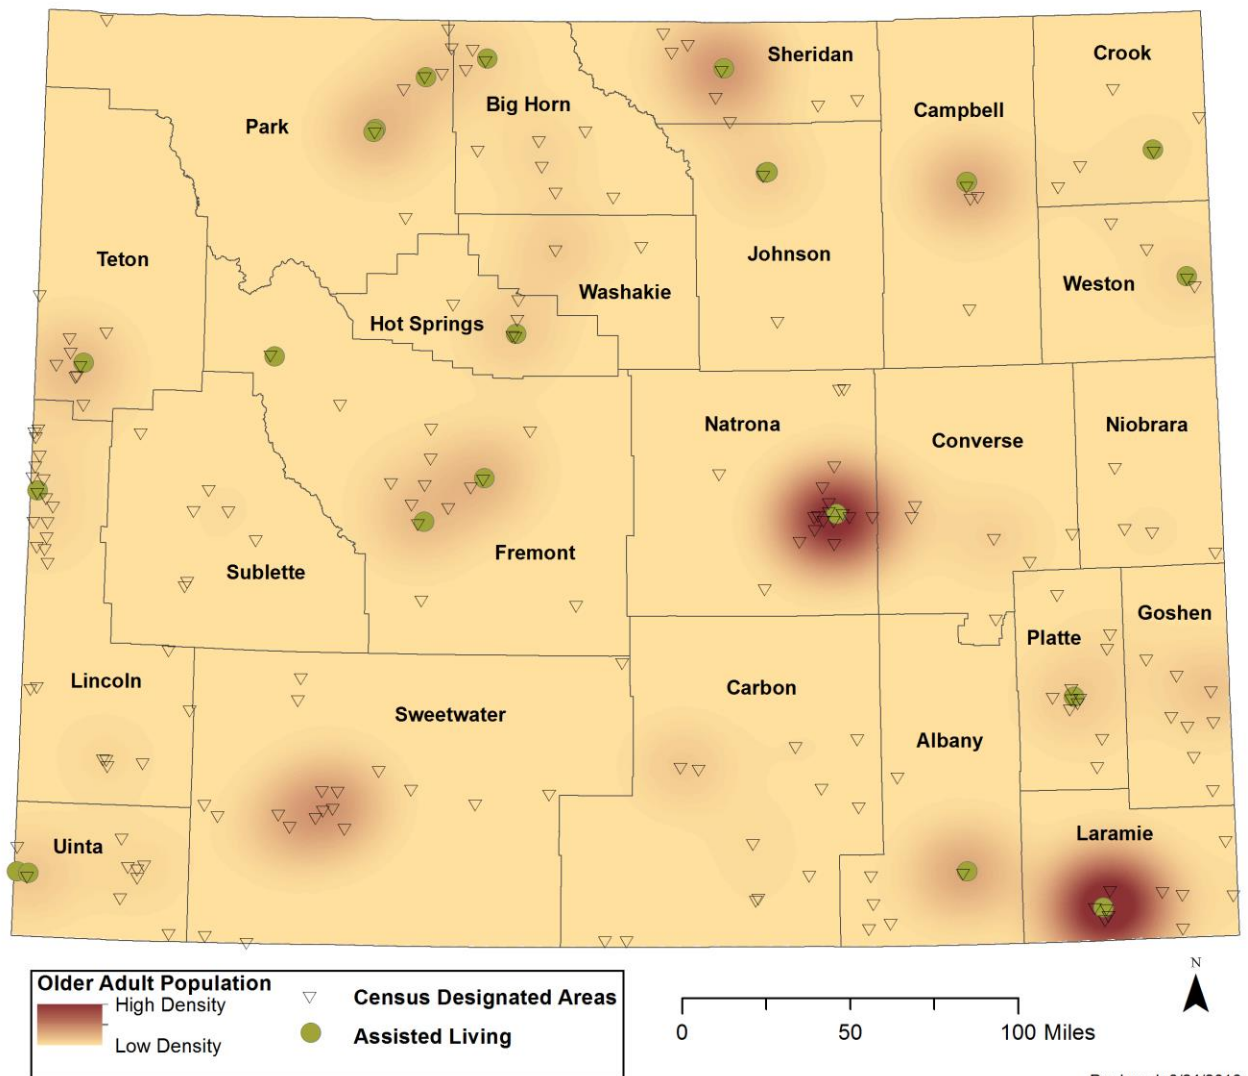 Sheridan
Crook
Big Horn
Campbell
Park
Teton
Johnson
Weston
Washakie
Hot Springs
Natrona
Niobrara
Converse
Fremont
Sublette
Goshen
Platte
Lincoln
Carbon
Sweetwater
Albany
Laramie
Uinta
Older Adult Population
High Density
Low Density
Census Designated Areas
Assisted Living
0 50 100 Miles
N